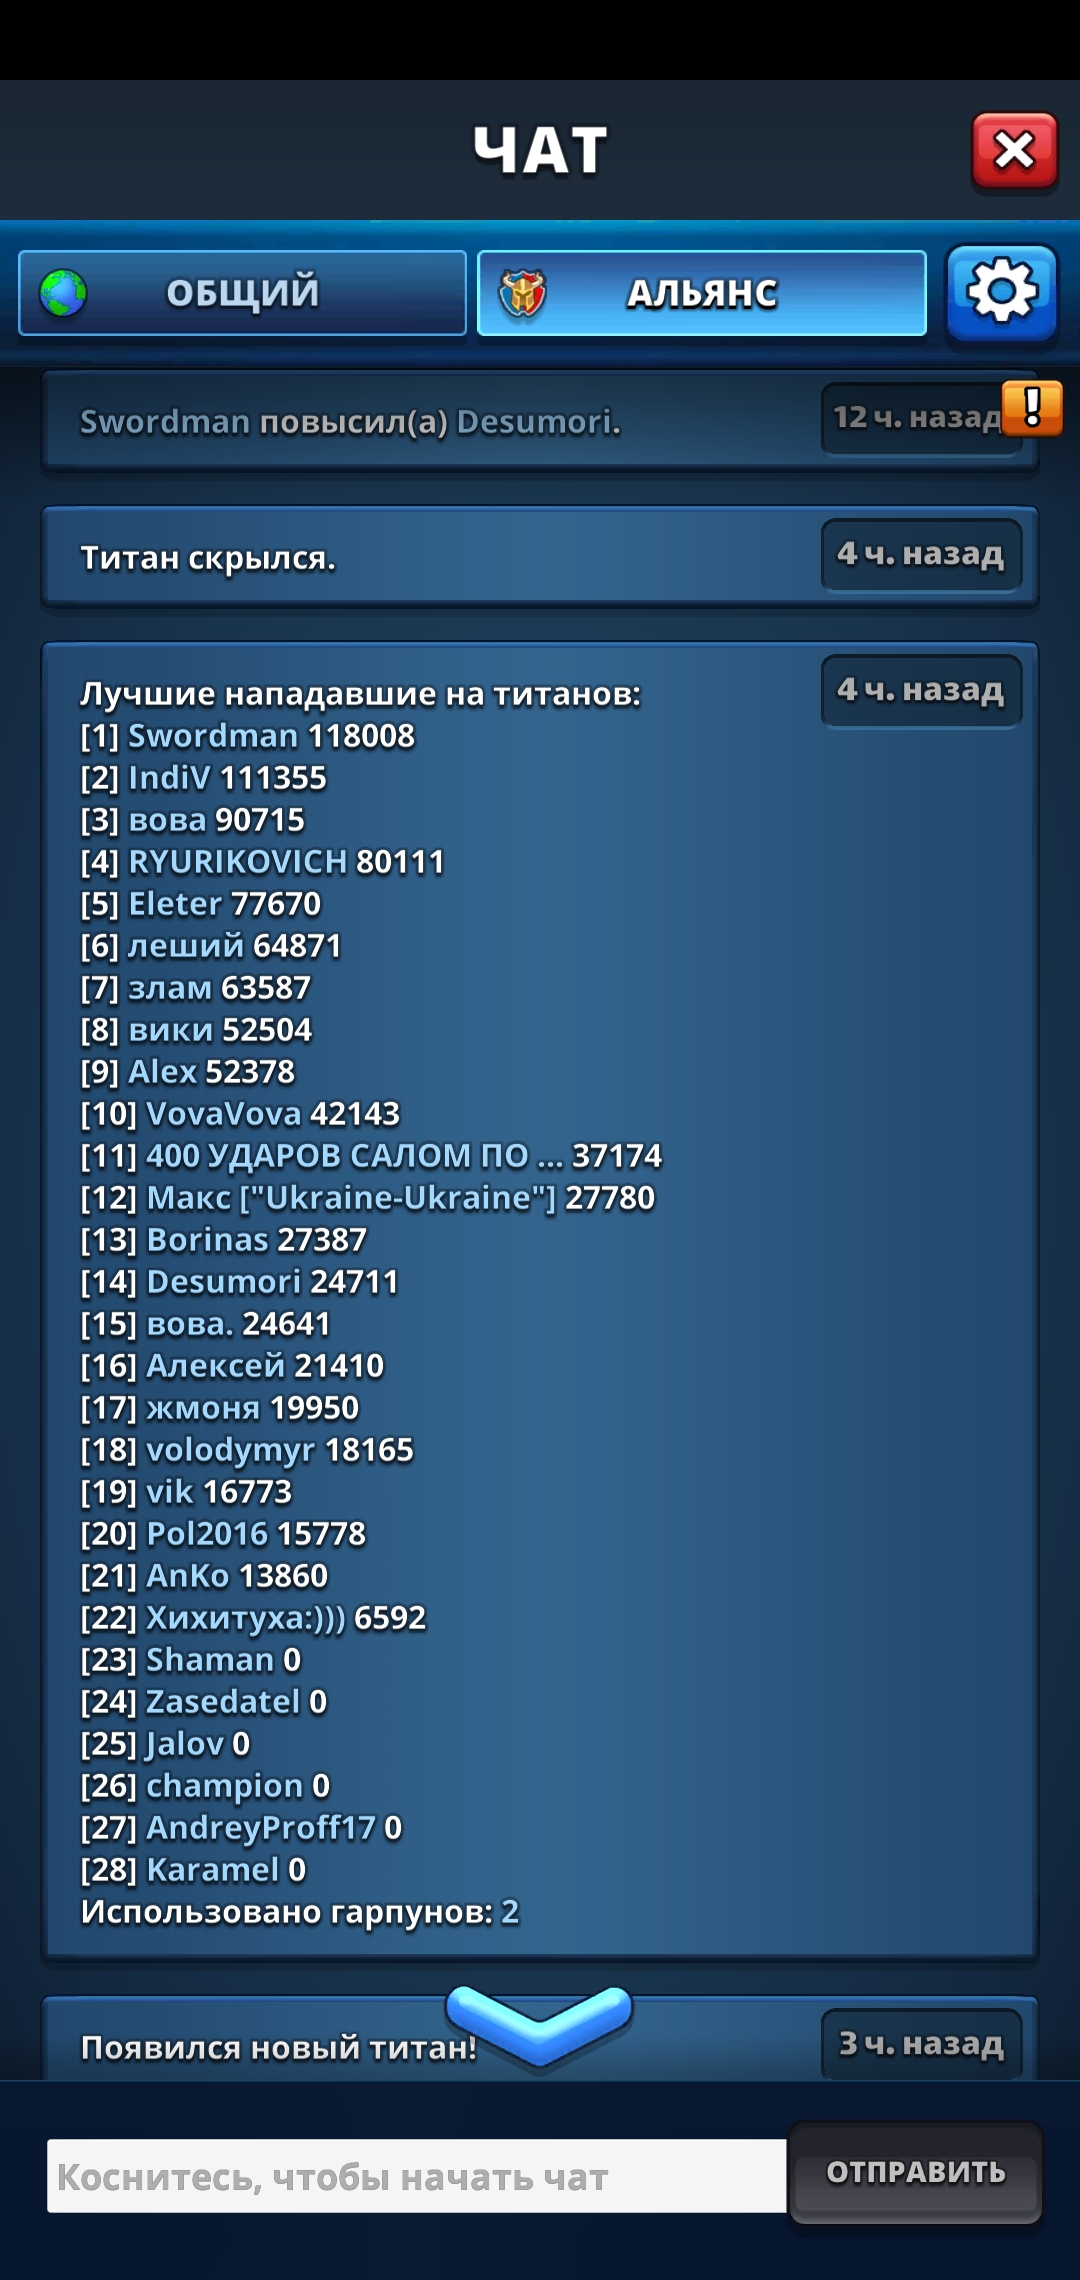 ЧАТ
ОБЩИЙ
АЛЬЯНС
Swordman повысил(а) Desumori.
12 ч. назад
Титан скрылся.
4 ч. назад
Лучшие нападавшие на титанов:
4 ч. назад
[1] Swordman 118008
[2] IndiV 111355
[3] вова 90715
[4] RYURIKOVICH 80111
[5] Eleter 77670
[6] леший 64871
[7] злам 63587
[8] вики 52504
[9] Alex 52378
[10] VovaVova 42143
[11] 400 УДАРОВ САЛОМ ПО ... 37174
[12] Макс ["Ukraine-Ukraine"] 27780
[13] Borinas 27387
[14] Desumori 24711
[15] вова. 24641
[16] Алексей 21410
[17] жмоня 19950
[18] volodymyr 18165
[19] vik 16773
[20] Pol2016 15778
[21] AnKo 13860
[22] Хихитуха:))) 6592
[23] Shaman 0
[24] Zasedatel 0
[25] Jalov 0
[26] champion 0
[27] AndreyProff17 0
[28] Karamel 0
Использовано гарпунов: 2
Появился новый титан!
3 ч. назад
Коснитесь, чтобы начать чат
ОТПРАВИТЬ